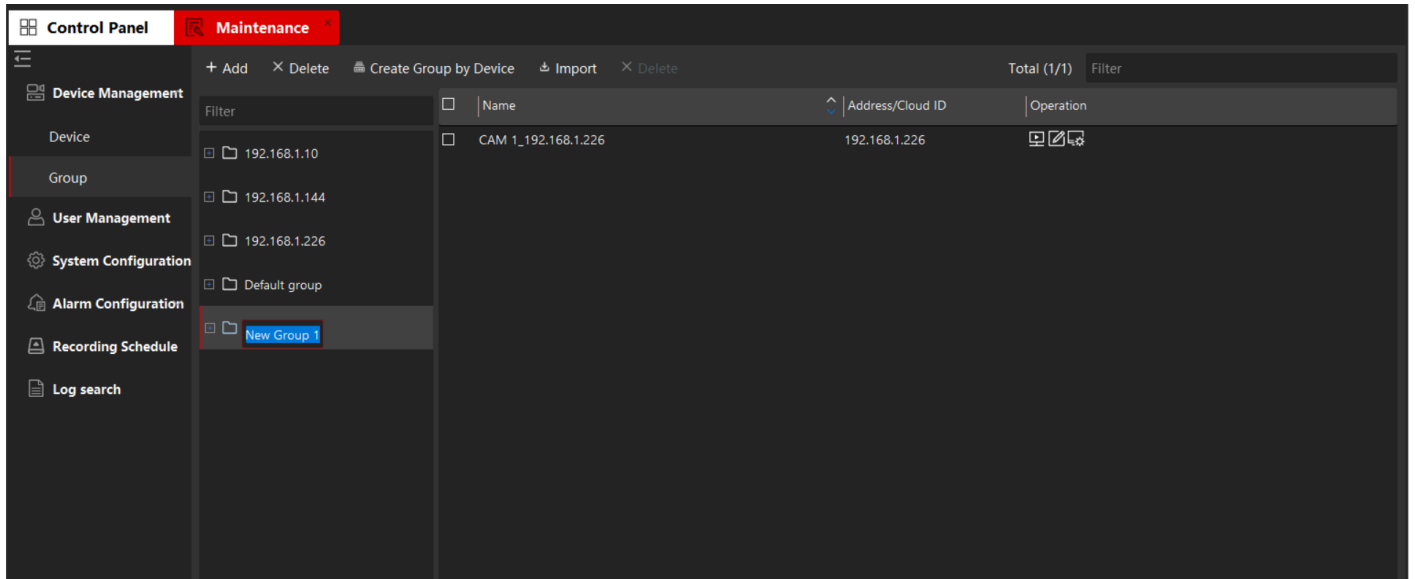 Control Panel Maintenance
+ Add × Delete Create Group by Device Import × Delete Total (1/1) Filter
Device Management
Filter
Name Address/Cloud ID Operation
Device
CAM 1_192.168.1.226 192.168.1.226
192.168.1.10
Group
192.168.1.144
User Management
192.168.1.226
System Configuration
Default group
Alarm Configuration
New Group 1
Recording Schedule
Log search